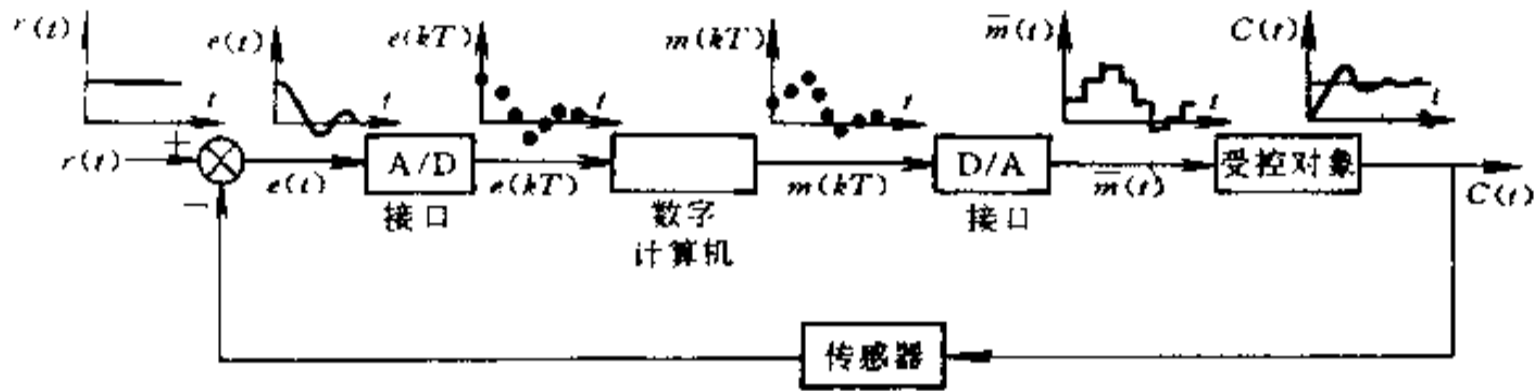 r(t)
t
e(t)
t
e(kT)
t
m(kT)
t
m̅(t)
t
C(t)
t
r(t)
+
−
e(t)
A/D
接口
e(kT)
数字
计算机
m(kT)
D/A
接口
m̅(t)
受控对象
C(t)
传感器